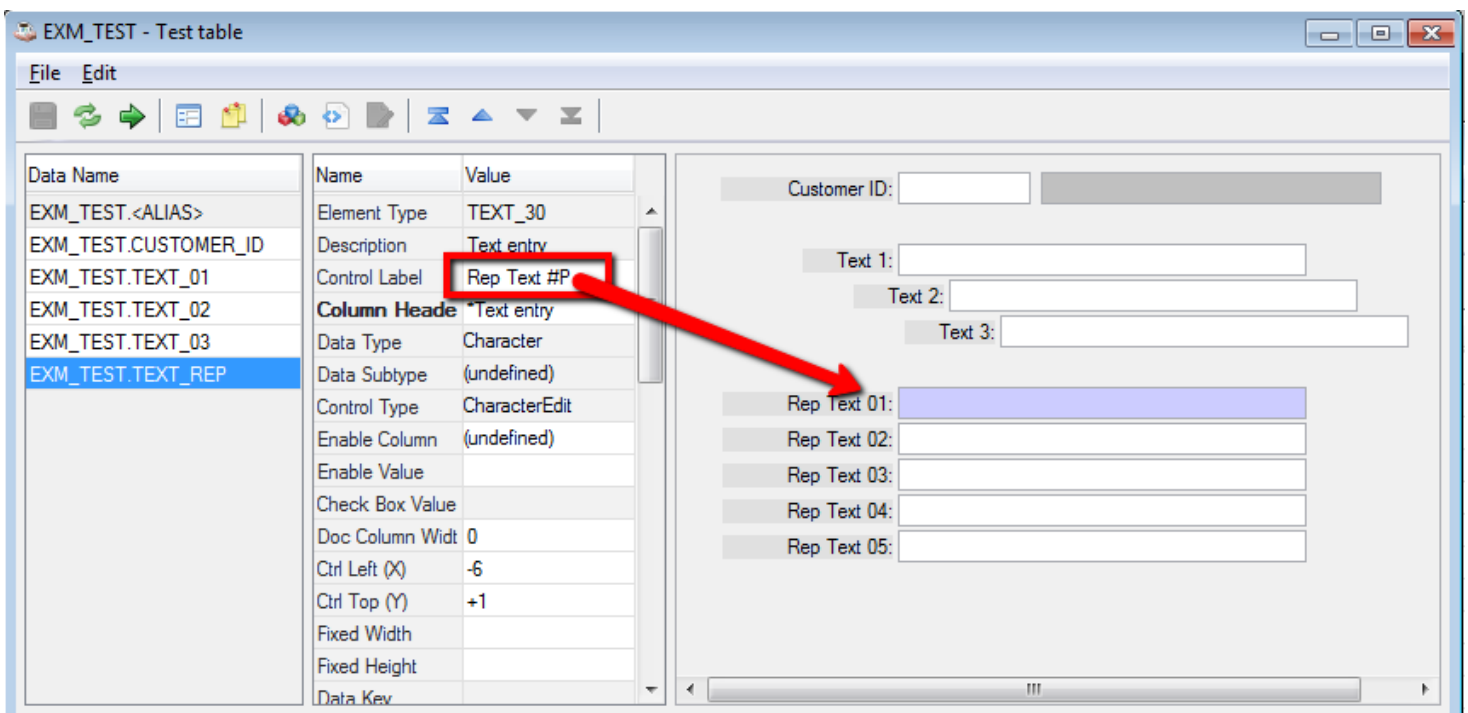 EXM_TEST - Test table
File Edit
Data Name
EXM_TEST.<ALIAS>
EXM_TEST.CUSTOMER_ID
EXM_TEST.TEXT_01
EXM_TEST.TEXT_02
EXM_TEST.TEXT_03
EXM_TEST.TEXT_REP
Name Value
Element Type TEXT_30
Description Text entry
Control Label Rep Text #P
Column Heade *Text entry
Data Type Character
Data Subtype (undefined)
Control Type CharacterEdit
Enable Column (undefined)
Enable Value
Check Box Value
Doc Column Widt 0
Ctrl Left (X) -6
Ctrl Top (Y) +1
Fixed Width
Fixed Height
Data Key
Customer ID:
Text 1:
Text 2:
Text 3:
Rep Text 01:
Rep Text 02:
Rep Text 03:
Rep Text 04:
Rep Text 05: